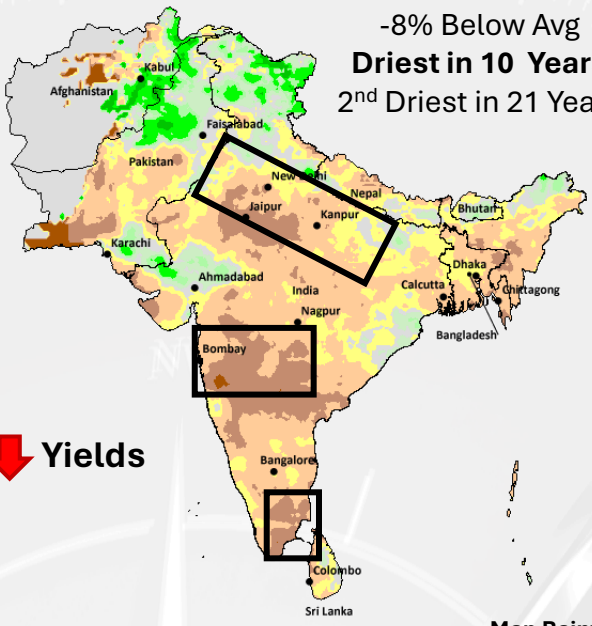 -8% Below Avg
Driest in 10 Year
2nd Driest in 21 Yea
Kabul
Afghanistan
Faisalabad
Pakistan
New Delhi
Nepal
Jaipur
Kanpur
Bhutan
Karachi
Ahmadabad
Dhaka
India
Calcutta
Chittagong
Nagpur
Bangladesh
Bombay
Yields
Bangalore
Colombo
Sri Lanka